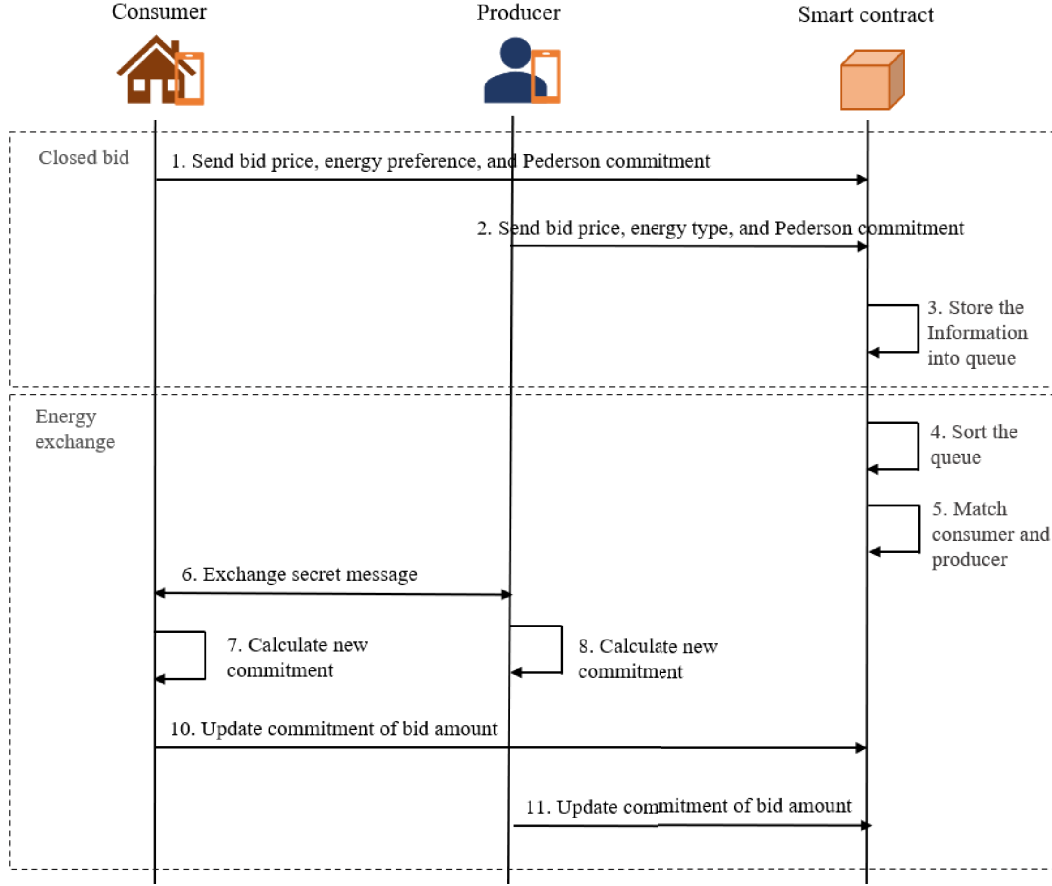 Consumer
Producer
Smart contract
Closed bid
1. Send bid price, energy preference, and Pederson commitment
2. Send bid price, energy type, and Pederson commitment
3. Store the
Information
into queue
Energy
exchange
4. Sort the
queue
5. Match
consumer and
producer
6. Exchange secret message
7. Calculate new
commitment
8. Calculate new
commitment
10. Update commitment of bid amount
11. Update commitment of bid amount